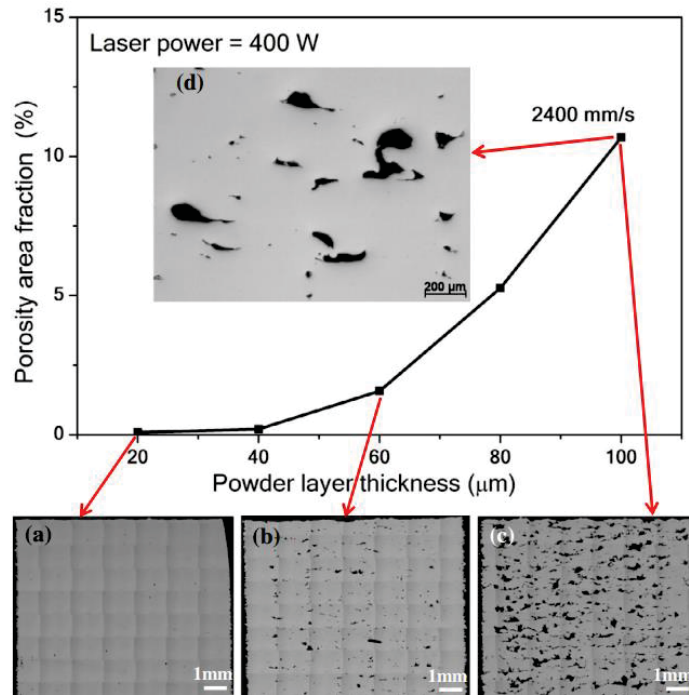 15
Laser power = 400 W
(d)
2400 mm/s
10
Porosity area fraction (%)
5
200 µm
0
20 40 60 80 100
Powder layer thickness (µm)
(a) (b) (c)
1mm 1mm 1mm